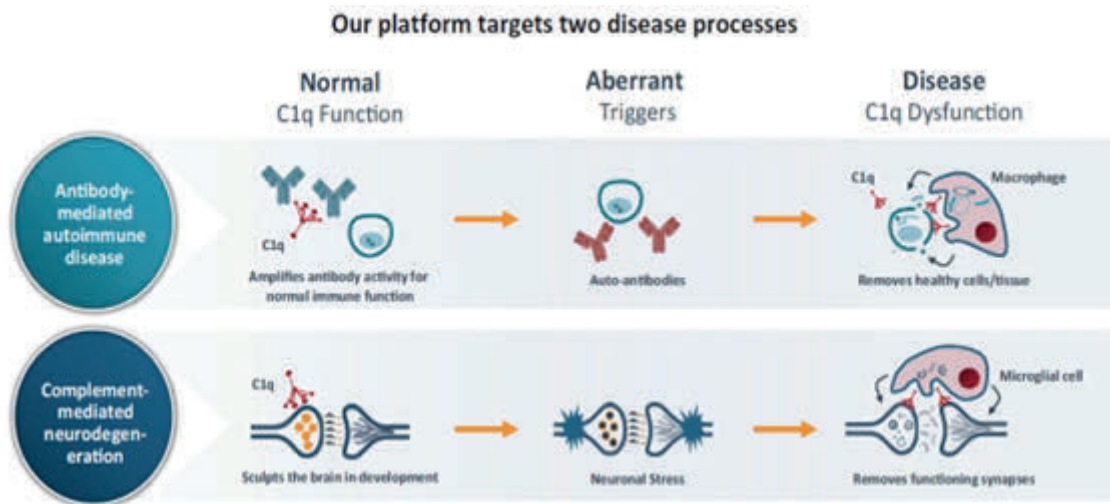 Our platform targets two disease processes
Normal
C1q Function
Aberrant
Triggers
Disease
C1q Dysfunction
Antibody-
mediated
autoimmune
disease
C1q
Amplifies antibody activity for
normal immune function
Auto-antibodies
C1q
Macrophage
Removes healthy cells/tissue
Complement-
mediated
neurodegen-
eration
C1q
Sculpts the brain in development
Neuronal Stress
Microglial cell
Removes functioning synapses